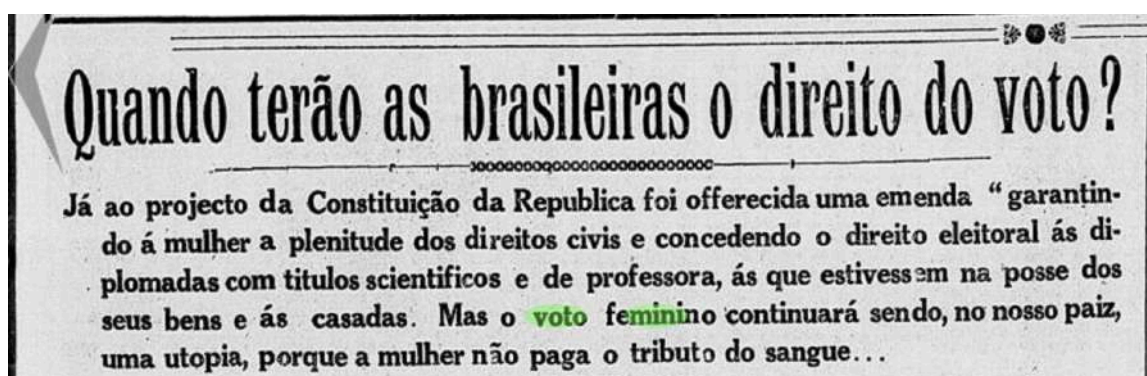 Quando terão as brasileiras o direito do voto?
Já ao projecto da Constituição da Republica foi offerecida uma emenda “garantin-
do á mulher a plenitude dos direitos civis e concedendo o direito eleitoral ás di-
plomadas com titulos scientificos e de professora, ás que estivessem na posse dos
seus bens e ás casadas. Mas o voto feminino continuará sendo, no nosso paiz,
uma utopia, porque a mulher não paga o tributo do sangue...